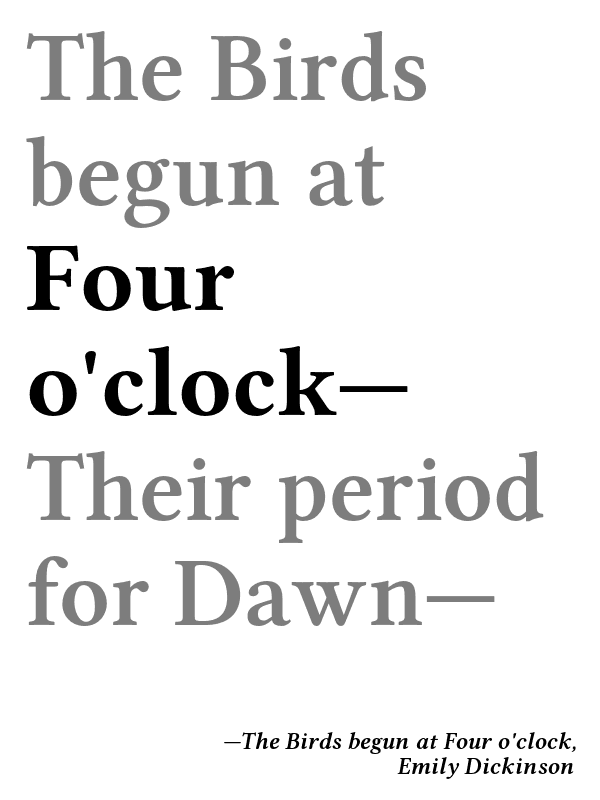 The Birds
begun at
Four
o'clock—
Their period
for Dawn—
—The Birds begun at Four o'clock,
Emily Dickinson